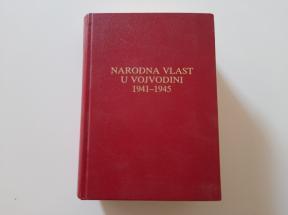 NARODNA VLAST
U VOJVODINI
1941–1945